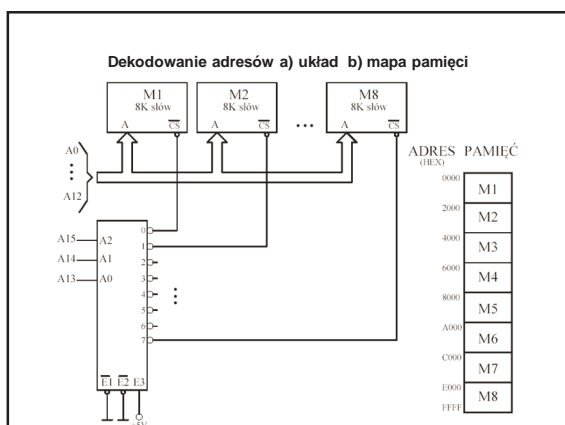 Dekodowanie adresów a) układ b) mapa pamięci
M1
8K słów
A
CS
M2
8K słów
A
CS
...
M8
8K słów
A
CS
A0
A12
ADRES PAMIĘĆ
(HEX)
0000
M1
2000
M2
4000
M3
6000
M4
8000
M5
A000
M6
C000
M7
E000
M8
FFFF
A15
A2
A14
A1
A13
A0
0
1
2
3
4
5
6
7
E1 E2 E3
+5V